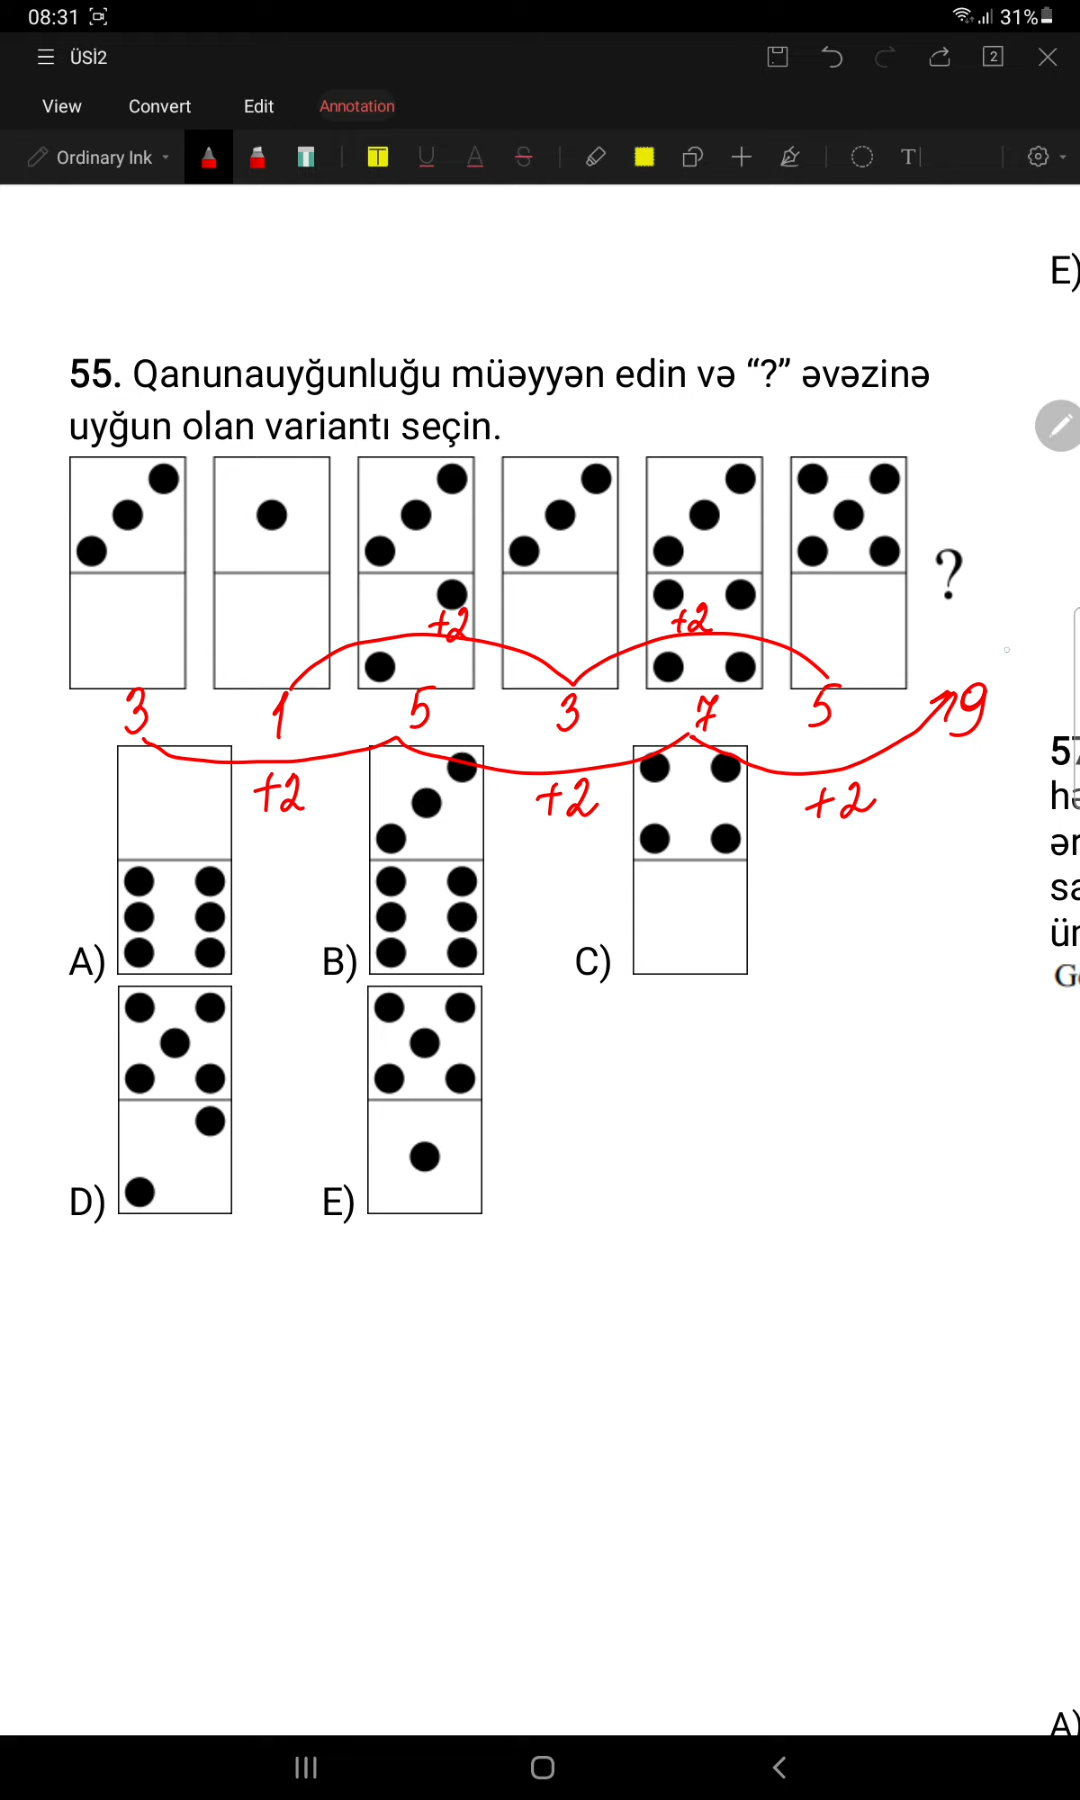 08:31
31%
ÜSİ2
2
View Convert Edit Annotation
Ordinary Ink T U A S T
E)
55. Qanunauyğunluğu müəyyən edin və “?” əvəzinə
uyğun olan variantı seçin.
?
+2 +2
3 1 5 3 7 5 9
+2 +2 +2
A) B) C)
D) E)
A)